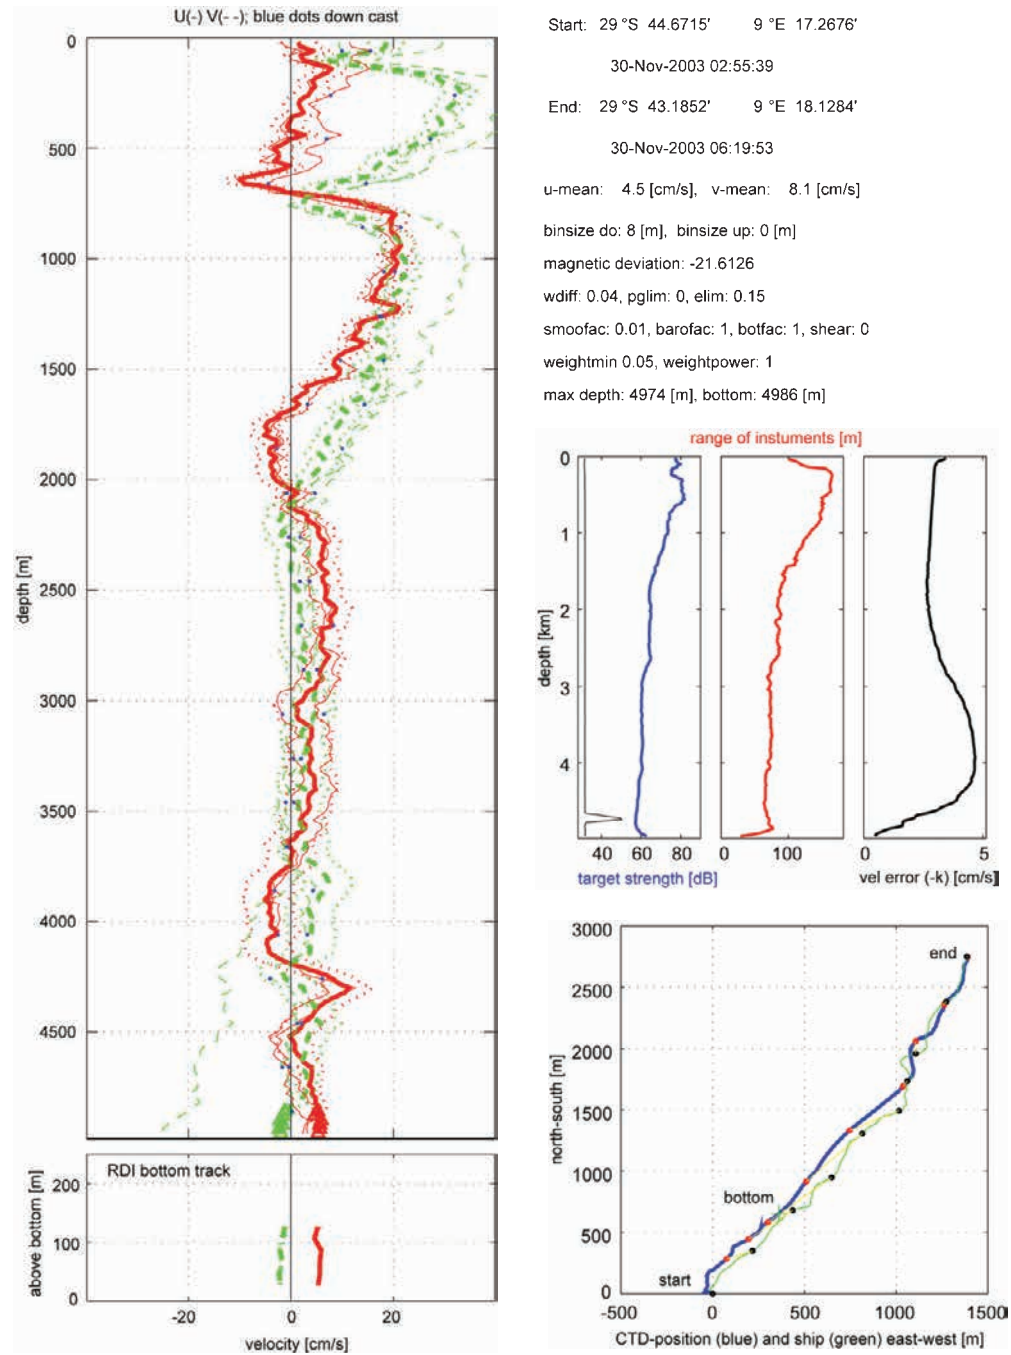 U(-) V(- -); blue dots down cast
0
500
1000
1500
2000
2500
3000
3500
4000
4500
depth [m]
RDI bottom track
200
100
0
above bottom [m]
-20
0
20
velocity [cm/s]
Start: 29 °S 44.6715' 9 °E 17.2676'
30-Nov-2003 02:55:39
End: 29 °S 43.1852' 9 °E 18.1284'
30-Nov-2003 06:19:53
u-mean: 4.5 [cm/s], v-mean: 8.1 [cm/s]
binsize do: 8 [m], binsize up: 0 [m]
magnetic deviation: -21.6126
wdiff: 0.04, pglim: 0, elim: 0.15
smoofac: 0.01, barofac: 1, botfac: 1, shear: 0
weightmin 0.05, weightpower: 1
max depth: 4974 [m], bottom: 4986 [m]
range of instuments [m]
0
1
2
3
4
depth [km]
40 60 80
0 100
0 5
target strength [dB]
vel error (-k) [cm/s]
3000
2500
2000
1500
1000
500
0
north-south [m]
end
bottom
start
-500 0 500 1000 1500
CTD-position (blue) and ship (green) east-west [m]